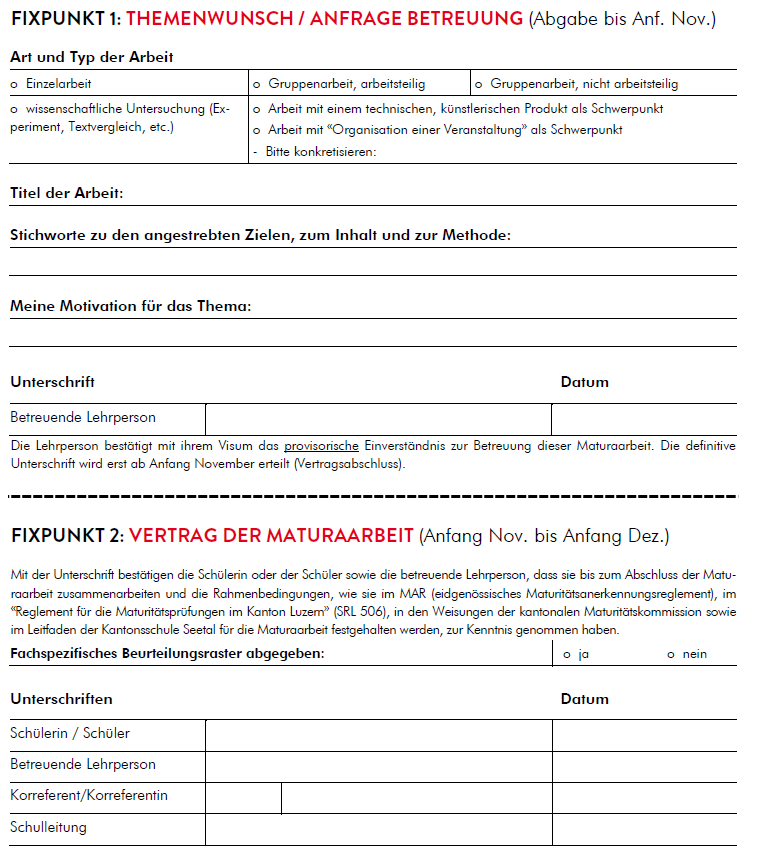 FIXPUNKT 1: THEMENWUNSCH / ANFRAGE BETREUUNG (Abgabe bis Anf. Nov.)
Art und Typ der Arbeit
o Einzelarbeit
o Gruppenarbeit, arbeitsteilig
o Gruppenarbeit, nicht arbeitsteilig
o wissenschaftliche Untersuchung (Ex-
periment, Textvergleich, etc.)
o Arbeit mit einem technischen, künstlerischen Produkt als Schwerpunkt
o Arbeit mit “Organisation einer Veranstaltung” als Schwerpunkt
- Bitte konkretisieren:
Titel der Arbeit:
Stichworte zu den angestrebten Zielen, zum Inhalt und zur Methode:
Meine Motivation für das Thema:
Unterschrift Datum
Betreuende Lehrperson
Die Lehrperson bestätigt mit ihrem Visum das provisorische Einverständnis zur Betreuung dieser Maturaarbeit. Die definitive
Unterschrift wird erst ab Anfang November erteilt (Vertragsabschluss).
FIXPUNKT 2: VERTRAG DER MATURAARBEIT (Anfang Nov. bis Anfang Dez.)
Mit der Unterschrift bestätigen die Schülerin oder der Schüler sowie die betreuende Lehrperson, dass sie bis zum Abschluss der Matu-
raarbeit zusammenarbeiten und die Rahmenbedingungen, wie sie im MAR (eidgenössisches Maturitätsanerkennungsreglement), im
“Reglement für die Maturitätsprüfungen im Kanton Luzern” (SRL 506), in den Weisungen der kantonalen Maturitätskommission sowie
im Leitfaden der Kantonsschule Seetal für die Maturaarbeit festgehalten werden, zur Kenntnis genommen haben.
Fachspezifisches Beurteilungsraster abgegeben: o ja o nein
Unterschriften Datum
Schülerin / Schüler
Betreuende Lehrperson
Korreferent/Korreferentin
Schulleitung